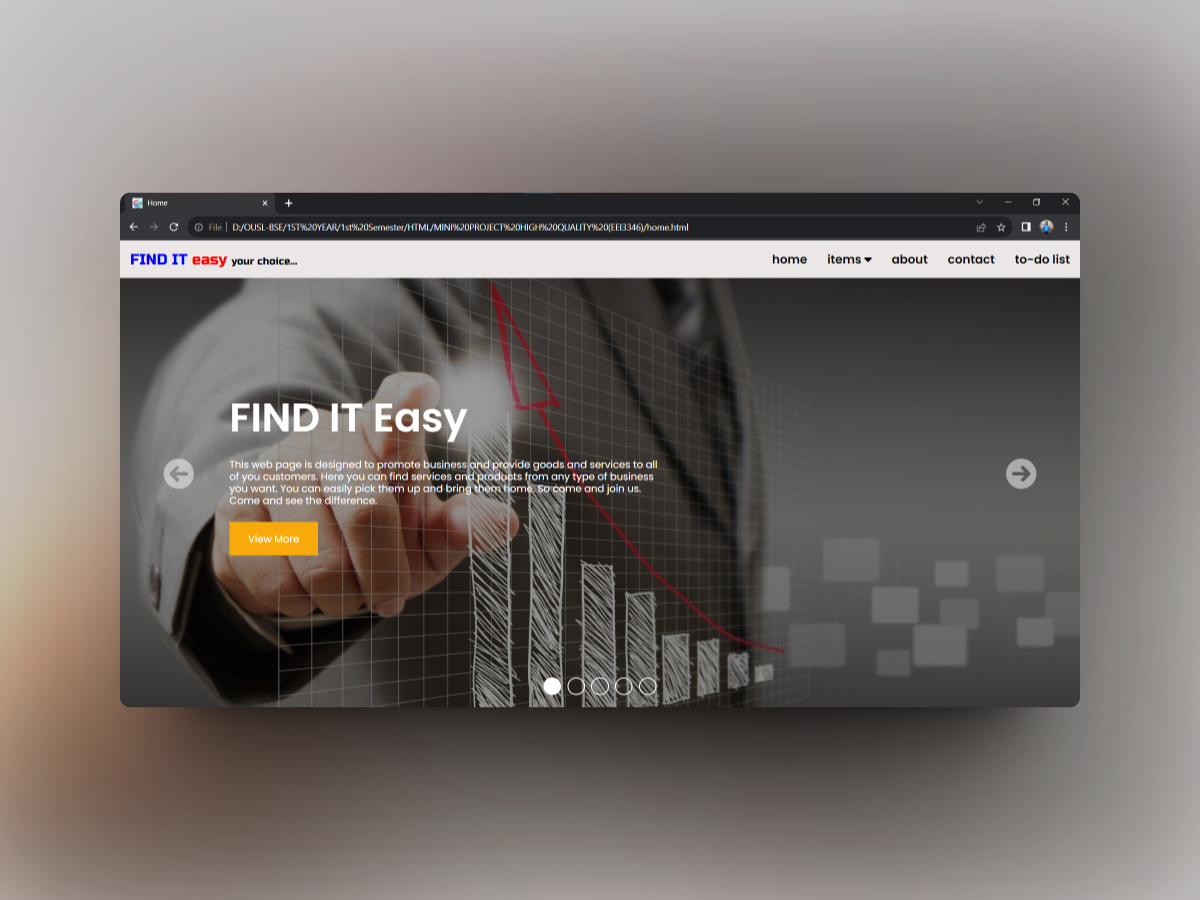 Home
File
D:/OUSL-BSE/1ST%20YEAR/1st%20Semester/HTML/MINI%20PROJECT%20HIGH%20QUALITY%20(EEI3346)/home.html
FIND IT easy your choice...
home items about contact to-do list
FIND IT Easy
This web page is designed to promote business and provide goods and services to all
of you customers. Here you can find services and products from any type of business
you want. You can easily pick them up and bring them home. So come and join us.
Come and see the difference.
View More